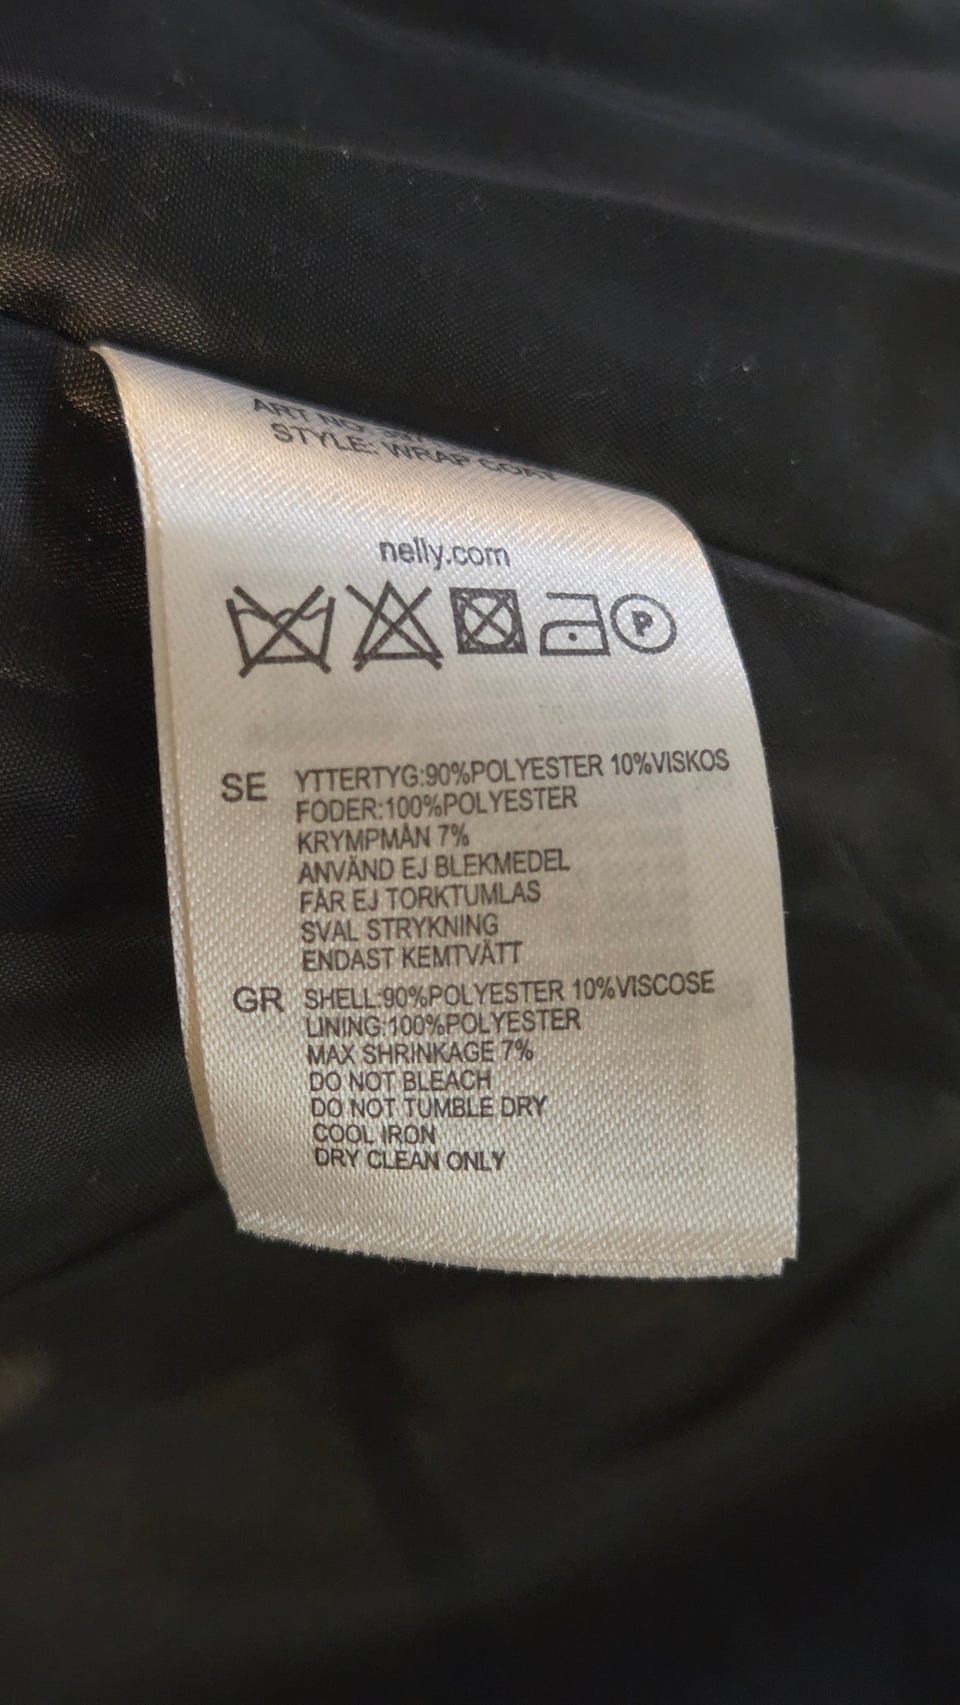 ART NO:
STYLE: WRAP COAT
nelly.com
P
SE YTTERTYG:90%POLYESTER 10%VISKOS
FODER:100%POLYESTER
KRYMPMÅN 7%
ANVÄND EJ BLEKMEDEL
FÅR EJ TORKTUMLAS
SVAL STRYKNING
ENDAST KEMTVÄTT
GR SHELL:90%POLYESTER 10%VISCOSE
LINING:100%POLYESTER
MAX SHRINKAGE 7%
DO NOT BLEACH
DO NOT TUMBLE DRY
COOL IRON
DRY CLEAN ONLY